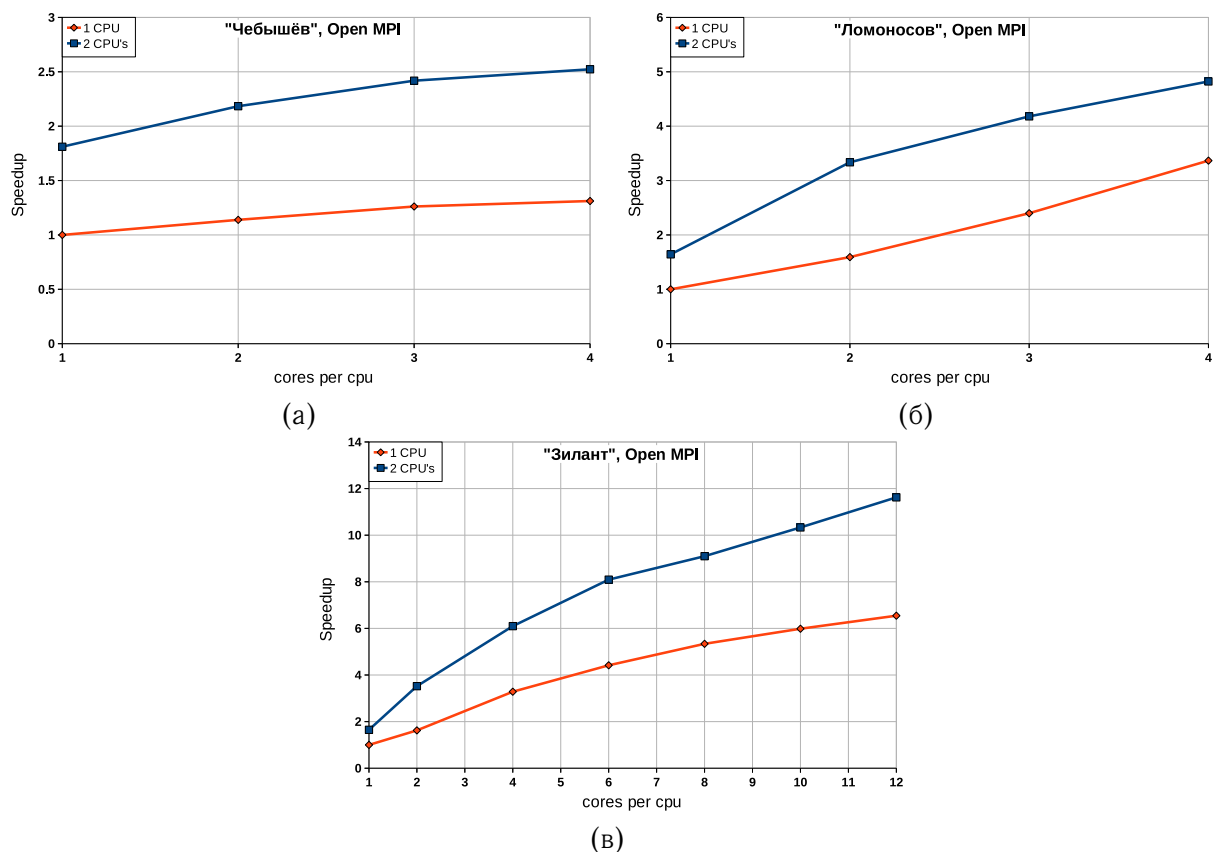 "Чебышёв", Open MPI
1 CPU
2 CPU's
3
2.5
2
1.5
1
0.5
0
Speedup
1 2 3 4
cores per cpu
(а)
"Ломоносов", Open MPI
1 CPU
2 CPU's
6
5
4
3
2
1
0
Speedup
1 2 3 4
cores per cpu
(б)
"Зилант", Open MPI
1 CPU
2 CPU's
14
12
10
8
6
4
2
0
Speedup
1 2 3 4 5 6 7 8 9 10 11 12
cores per cpu
(в)